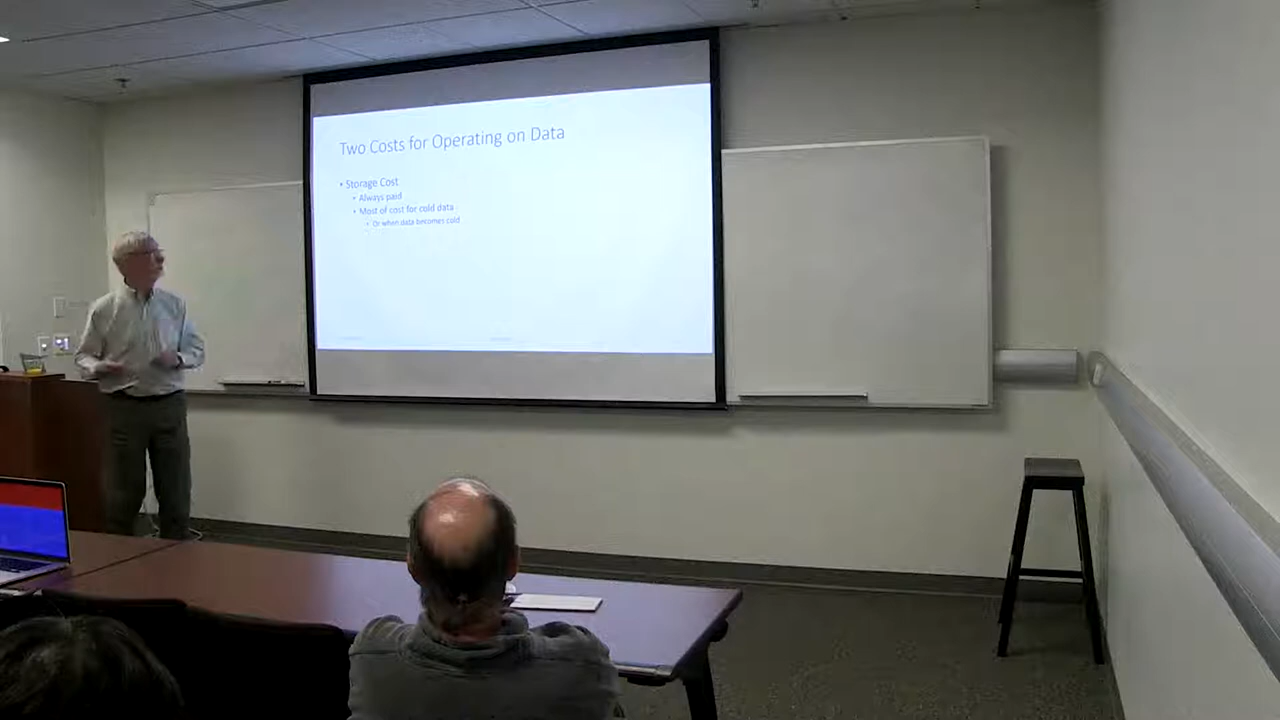 Two Costs for Operating on Data
• Storage Cost
• Always paid
• Most of cost for cold data
• Or when data becomes cold